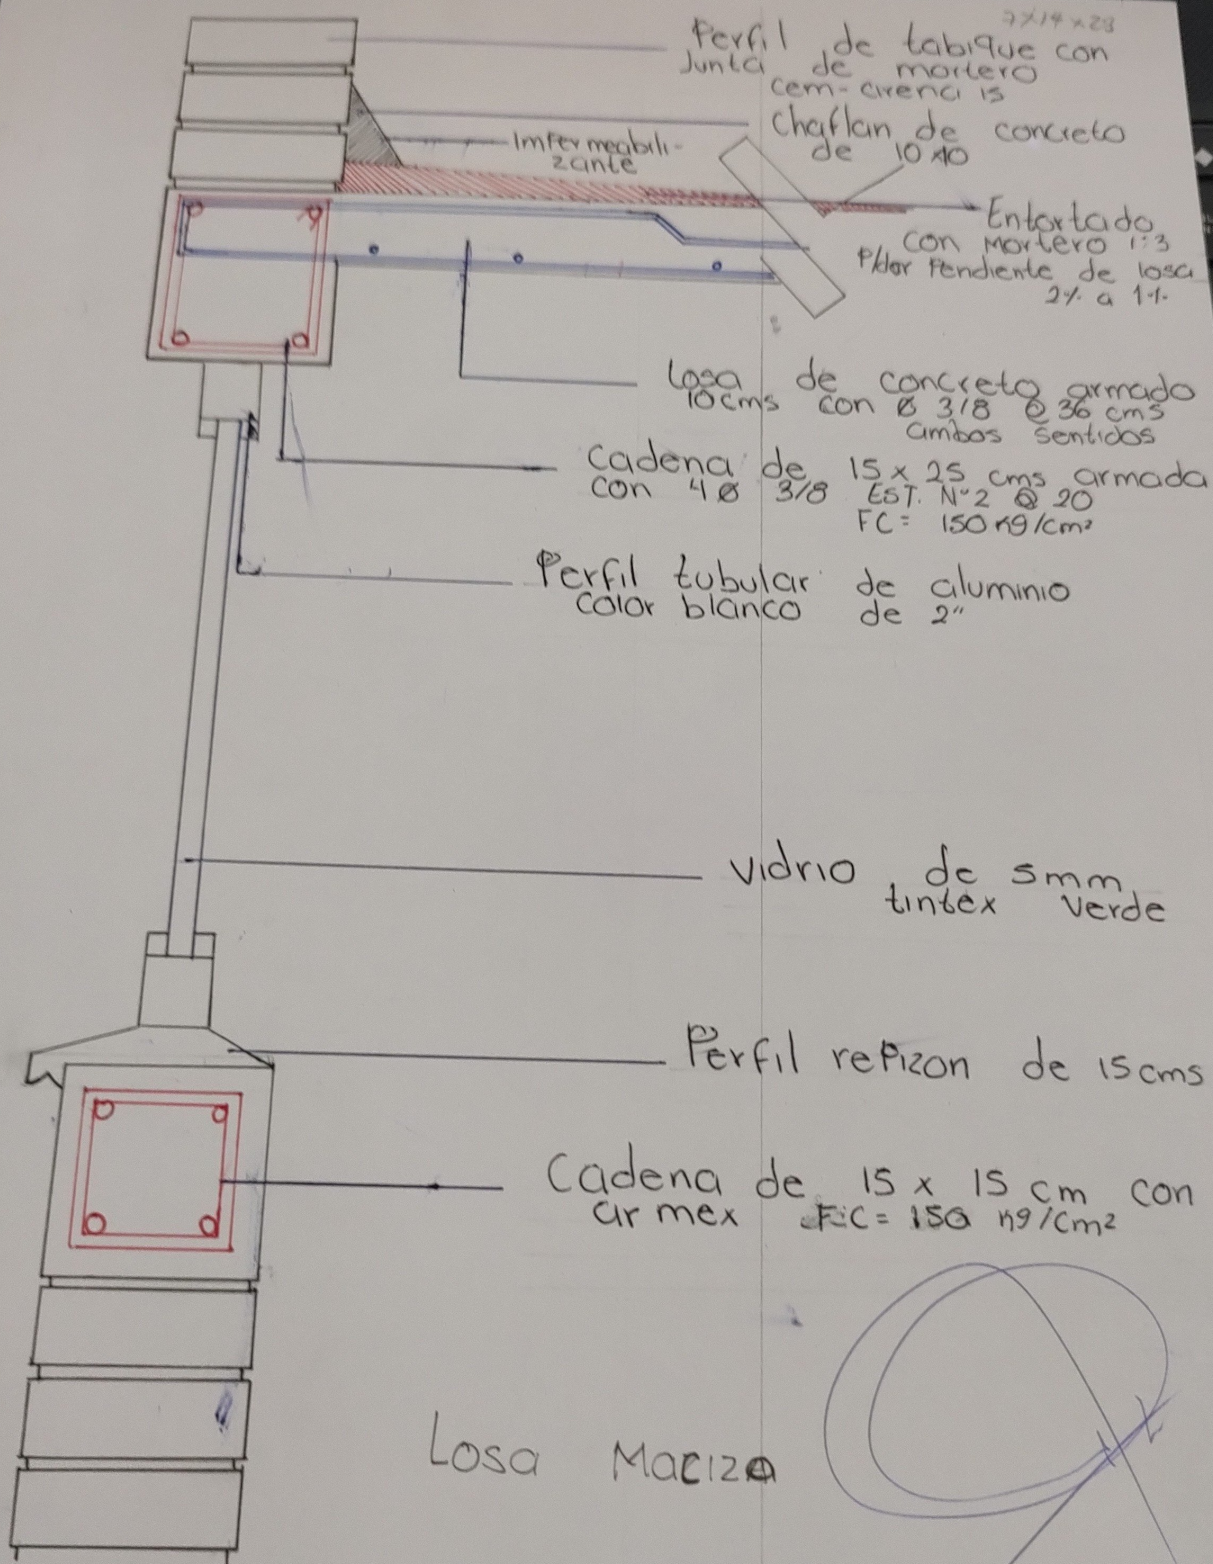 7x14x28
Perfil de tabique con
Junta de mortero
cem-arena 15
Chaflan de concreto
de 10x10
Impermeabili-
zante
Entortado
con mortero 1:3
P/dar Pendiente de losa
2% a 1%
Losa de concreto armado
10cms con ø 3/8 @ 36 cms
ambos sentidos
Cadena de 15 x 25 cms armada
con 4 ø 3/8 EST. N°2 @ 20
FC= 150 kg/cm²
Perfil tubular de aluminio
color blanco de 2"
Vidrio de 5mm
tintex verde
Perfil repizon de 15cms
Cadena de 15 x 15 cm con
armex F'C= 150 kg/cm²
Losa Maciza